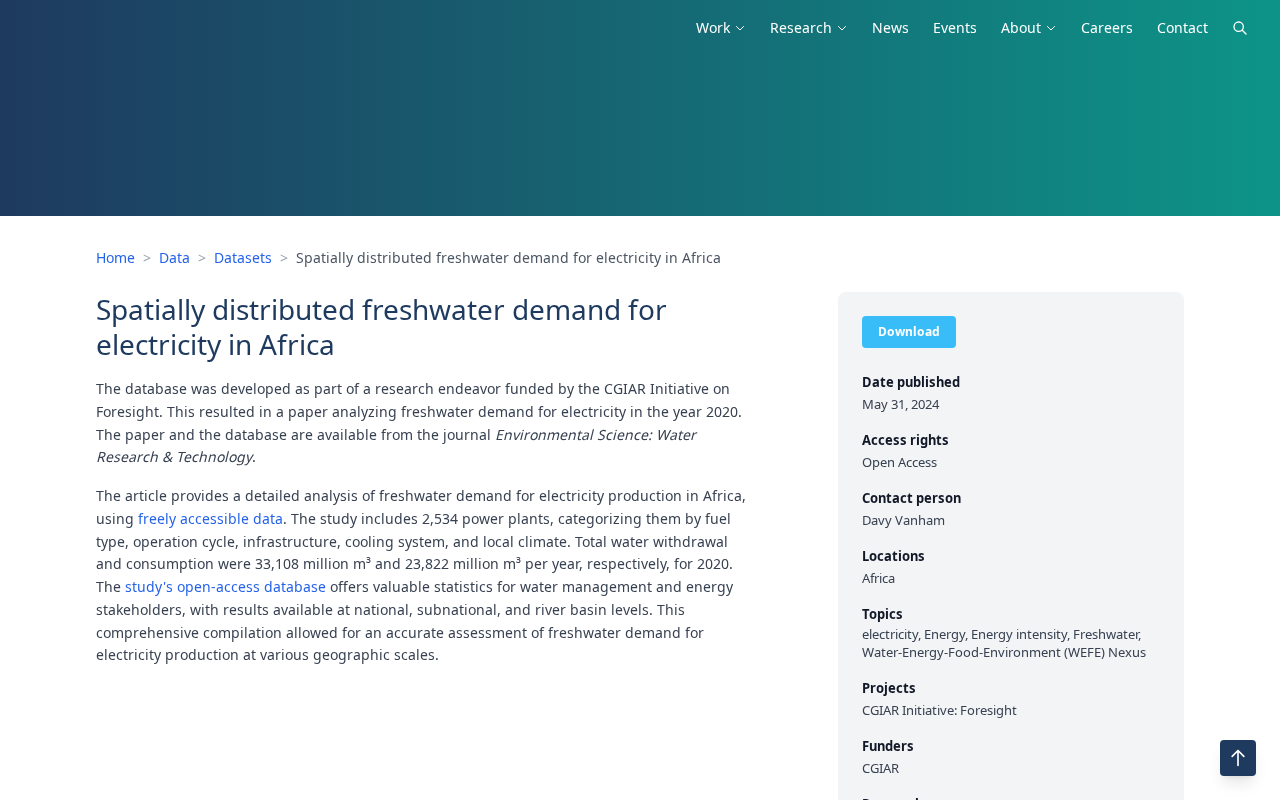 Work Research News Events About Careers Contact
Home > Data > Datasets > Spatially distributed freshwater demand for electricity in Africa
Spatially distributed freshwater demand for
electricity in Africa
The database was developed as part of a research endeavor funded by the CGIAR Initiative on
Foresight. This resulted in a paper analyzing freshwater demand for electricity in the year 2020.
The paper and the database are available from the journal Environmental Science: Water
Research & Technology.
The article provides a detailed analysis of freshwater demand for electricity production in Africa,
using freely accessible data. The study includes 2,534 power plants, categorizing them by fuel
type, operation cycle, infrastructure, cooling system, and local climate. Total water withdrawal
and consumption were 33,108 million m³ and 23,822 million m³ per year, respectively, for 2020.
The study's open-access database offers valuable statistics for water management and energy
stakeholders, with results available at national, subnational, and river basin levels. This
comprehensive compilation allowed for an accurate assessment of freshwater demand for
electricity production at various geographic scales.
Download
Date published
May 31, 2024
Access rights
Open Access
Contact person
Davy Vanham
Locations
Africa
Topics
electricity, Energy, Energy intensity, Freshwater,
Water-Energy-Food-Environment (WEFE) Nexus
Projects
CGIAR Initiative: Foresight
Funders
CGIAR